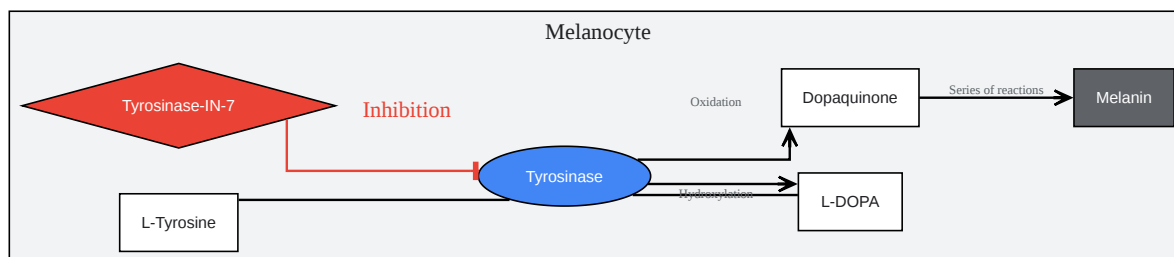 Melanocyte
Tyrosinase-IN-7
Inhibition
Oxidation
Dopaquinone
Series of reactions
Melanin
Tyrosinase
Hydroxylation
L-DOPA
L-Tyrosine